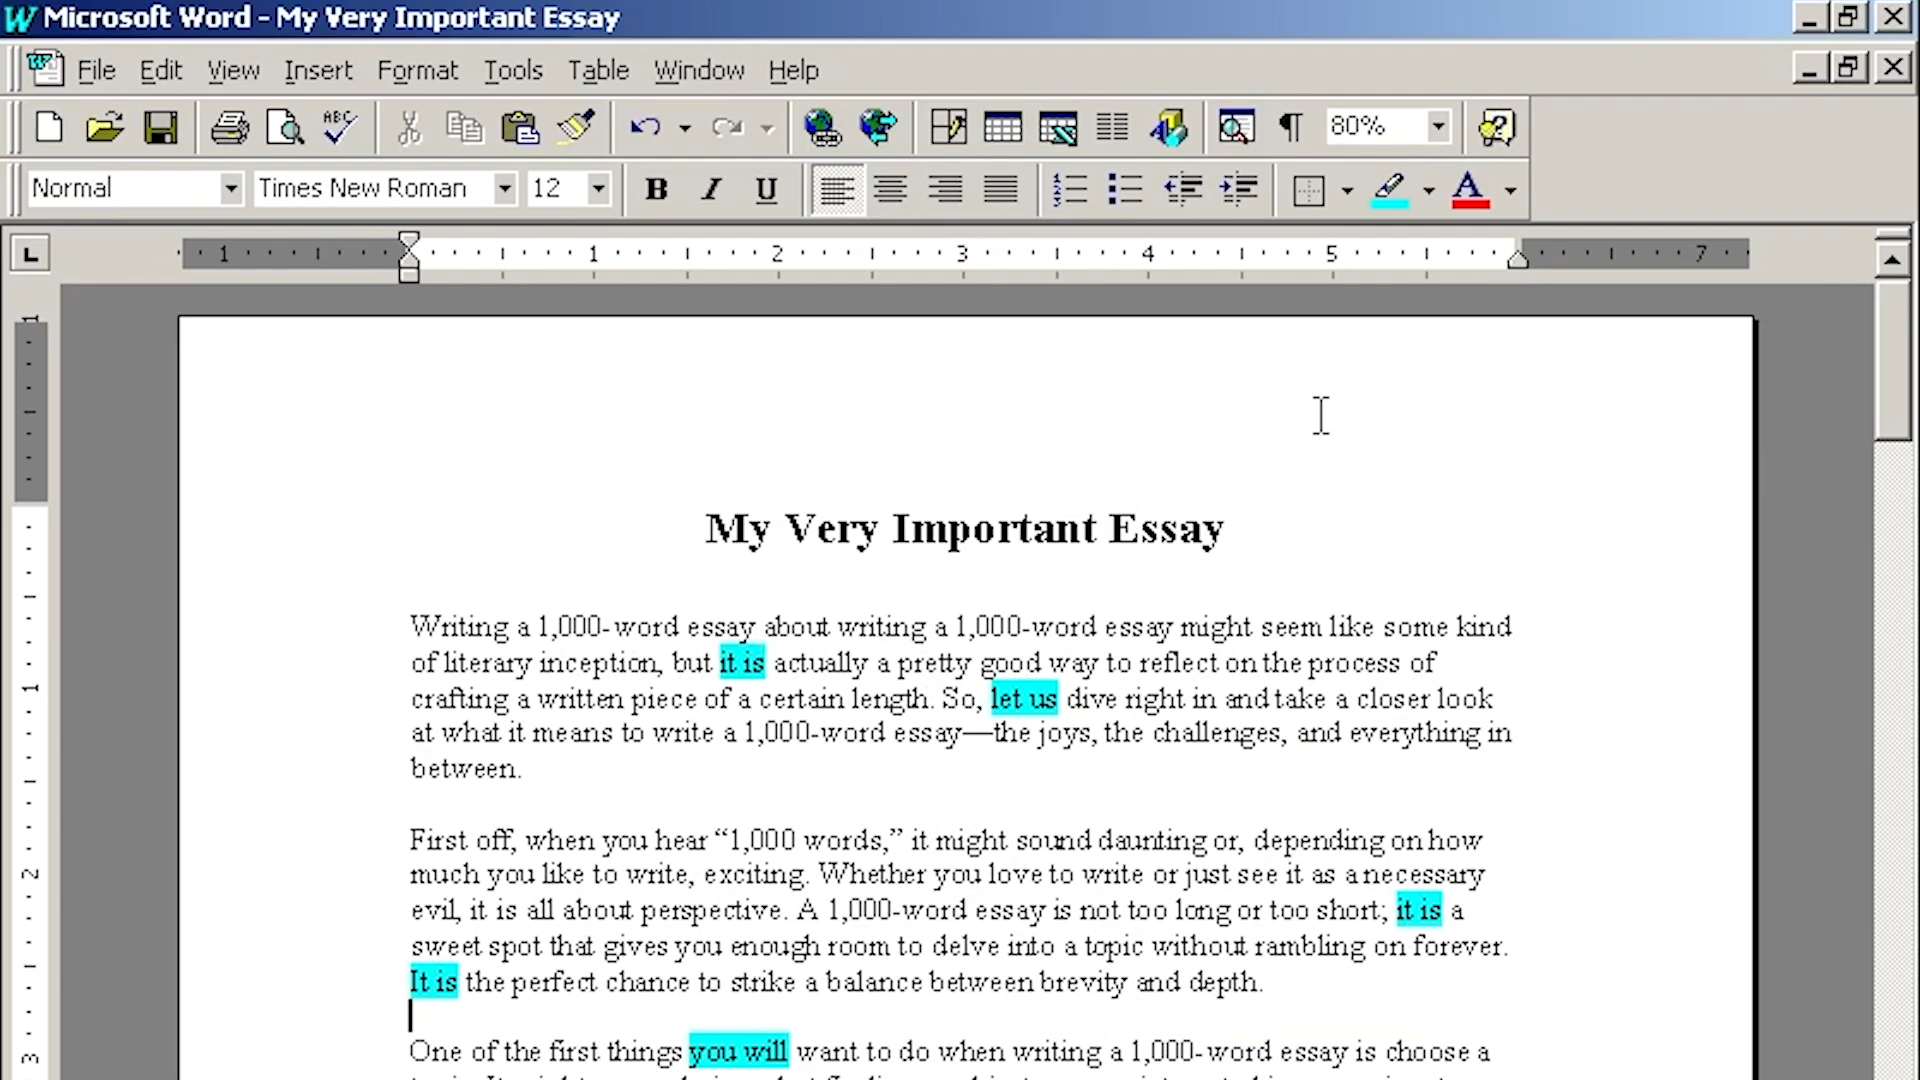 Microsoft Word - My Very Important Essay
File Edit View Insert Format Tools Table Window Help
ABC
80%
Normal Times New Roman 12 B I U A
L 1 1 2 3 4 5 7
My Very Important Essay
Writing a 1,000-word essay about writing a 1,000-word essay might seem like some kind
of literary inception, but it is actually a pretty good way to reflect on the process of
crafting a written piece of a certain length. So, let us dive right in and take a closer look
at what it means to write a 1,000-word essay—the joys, the challenges, and everything in
between.
First off, when you hear “1,000 words,” it might sound daunting or, depending on how
much you like to write, exciting. Whether you love to write or just see it as a necessary
evil, it is all about perspective. A 1,000-word essay is not too long or too short; it is a
sweet spot that gives you enough room to delve into a topic without rambling on forever.
It is the perfect chance to strike a balance between brevity and depth.
One of the first things you will want to do when writing a 1,000-word essay is choose a